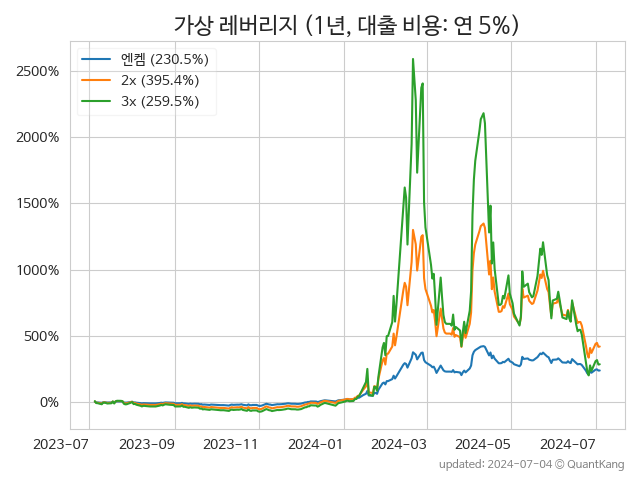 가상 레버리지 (1년, 대출 비용: 연 5%)
엔켐 (230.5%)
2x (395.4%)
3x (259.5%)
2500%
2000%
1500%
1000%
500%
0%
2023-07 2023-09 2023-11 2024-01 2024-03 2024-05 2024-07
updated: 2024-07-04 © QuantKang